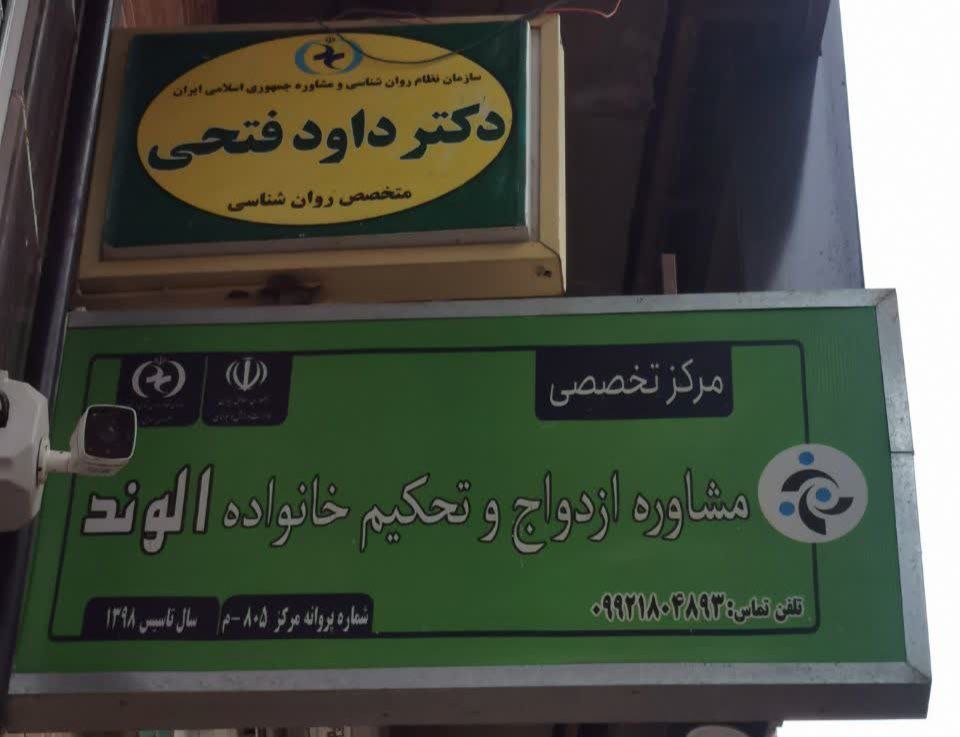 سازمان نظام روان شناسی و مشاوره جمهوری اسلامی ایران
دکتر داود فتحی
متخصص روان شناسی
مرکز تخصصی
مشاوره ازدواج و تحکیم خانواده الوند
تلفن تماس: ۰۹۹۲۱۸۰۴۸۹۳
شماره پروانه مرکز ۸۰۵-م
سال تاسیس ۱۳۹۸